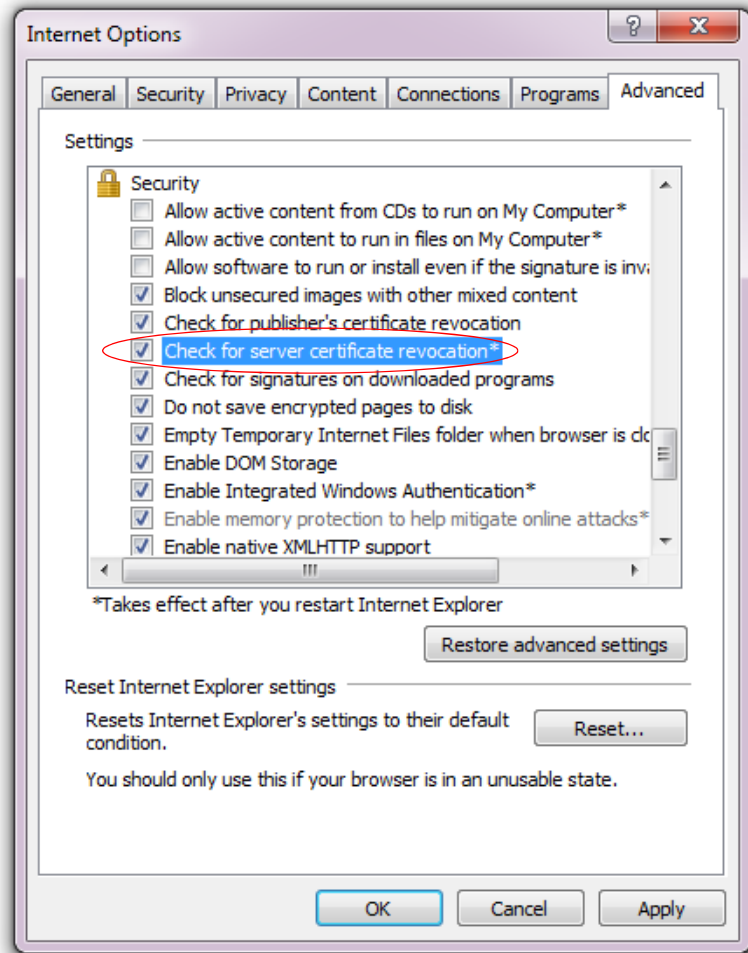 Internet Options
General Security Privacy Content Connections Programs Advanced
Settings
Security
Allow active content from CDs to run on My Computer*
Allow active content to run in files on My Computer*
Allow software to run or install even if the signature is
Block unsecured images with other mixed content
Check for publisher's certificate revocation
Check for server certificate revocation*
Check for signatures on downloaded programs
Do not save encrypted pages to disk
Empty Temporary Internet Files folder when browser is
Enable DOM Storage
Enable Integrated Windows Authentication*
Enable memory protection to help mitigate online attacks*
Enable native XMLHTTP support
*Takes effect after you restart Internet Explorer
Restore advanced settings
Reset Internet Explorer settings
Resets Internet Explorer's settings to their default
condition.
Reset...
You should only use this if your browser is in an unusable state.
OK Cancel Apply